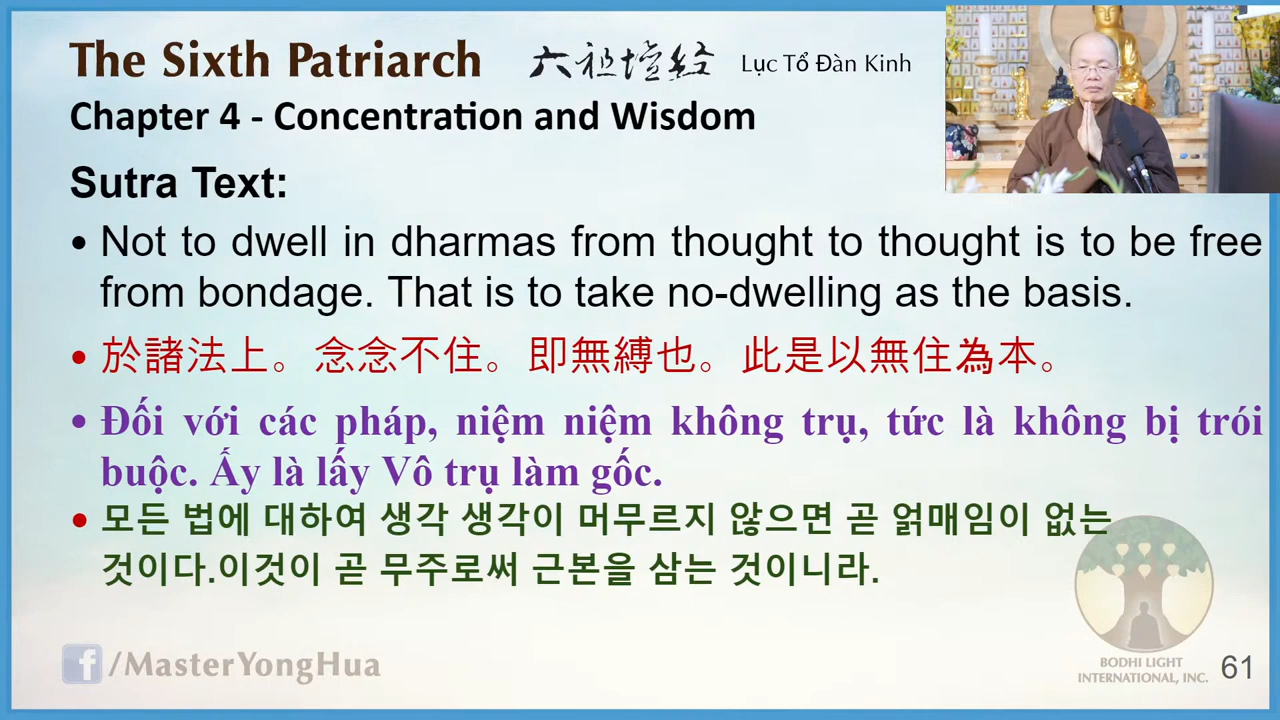 The Sixth Patriarch 六祖壇経 Lục Tổ Đàn Kinh
Chapter 4 - Concentration and Wisdom
Sutra Text:
• Not to dwell in dharmas from thought to thought is to be free
from bondage. That is to take no-dwelling as the basis.
• 於諸法上。念念不住。即無縛也。此是以無住為本。
• Đối với các pháp, niệm niệm không trụ, tức là không bị trói
buộc. Ấy là lấy Vô trụ làm gốc.
• 모든 법에 대하여 생각 생각이 머무르지 않으면 곧 얽매임이 없는
것이다.이것이 곧 무주로써 근본을 삼는 것이니라.
f/MasterYongHua
BODHI LIGHT
INTERNATIONAL, INC.
61